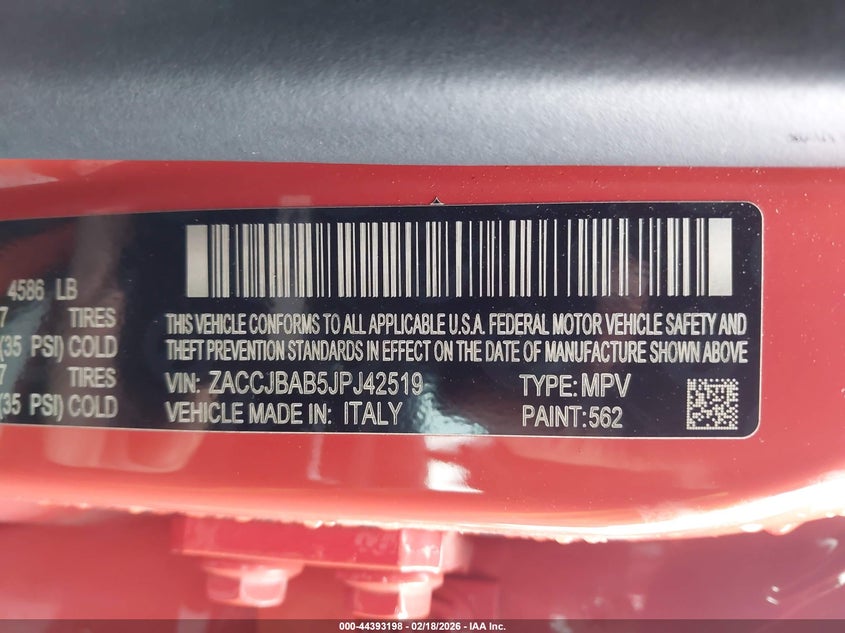 4586 LB
7 TIRES
(35 PSI) COLD
7 TIRES
(35 PSI) COLD
THIS VEHICLE CONFORMS TO ALL APPLICABLE U.S.A. FEDERAL MOTOR VEHICLE SAFETY AND
THEFT PREVENTION STANDARDS IN EFFECT ON THE DATE OF MANUFACTURE SHOWN ABOVE
VIN: ZACCJBAB5JPJ42519 TYPE: MPV
VEHICLE MADE IN: ITALY PAINT: 562
000-44393198 - 02/18/2026 - IAA Inc.